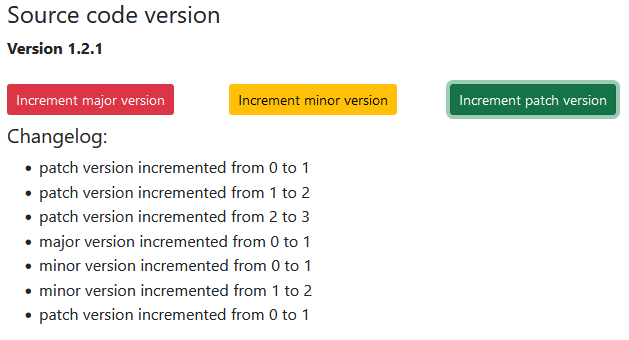 Source code version
Version 1.2.1
Increment major version Increment minor version Increment patch version
Changelog:
• patch version incremented from 0 to 1
• patch version incremented from 1 to 2
• patch version incremented from 2 to 3
• major version incremented from 0 to 1
• minor version incremented from 0 to 1
• minor version incremented from 1 to 2
• patch version incremented from 0 to 1